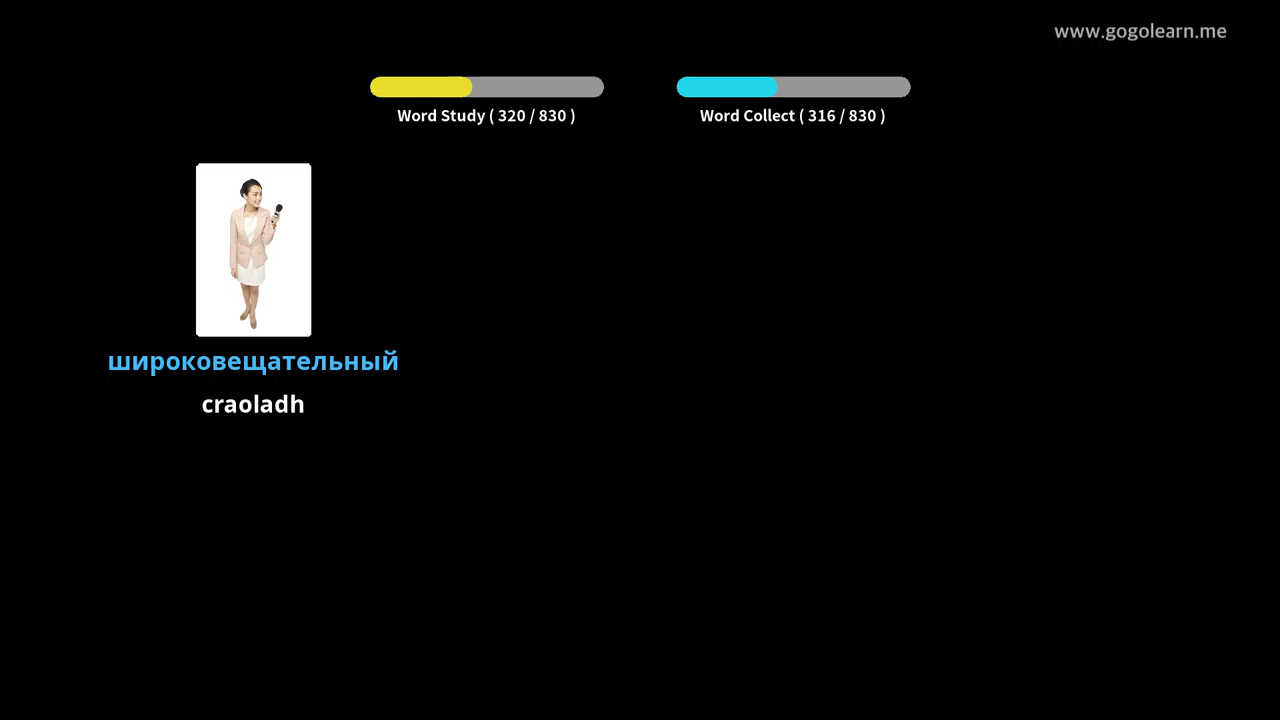 www.gogolearn.me
Word Study ( 320 / 830 )
Word Collect ( 316 / 830 )
широковещательный
craoladh